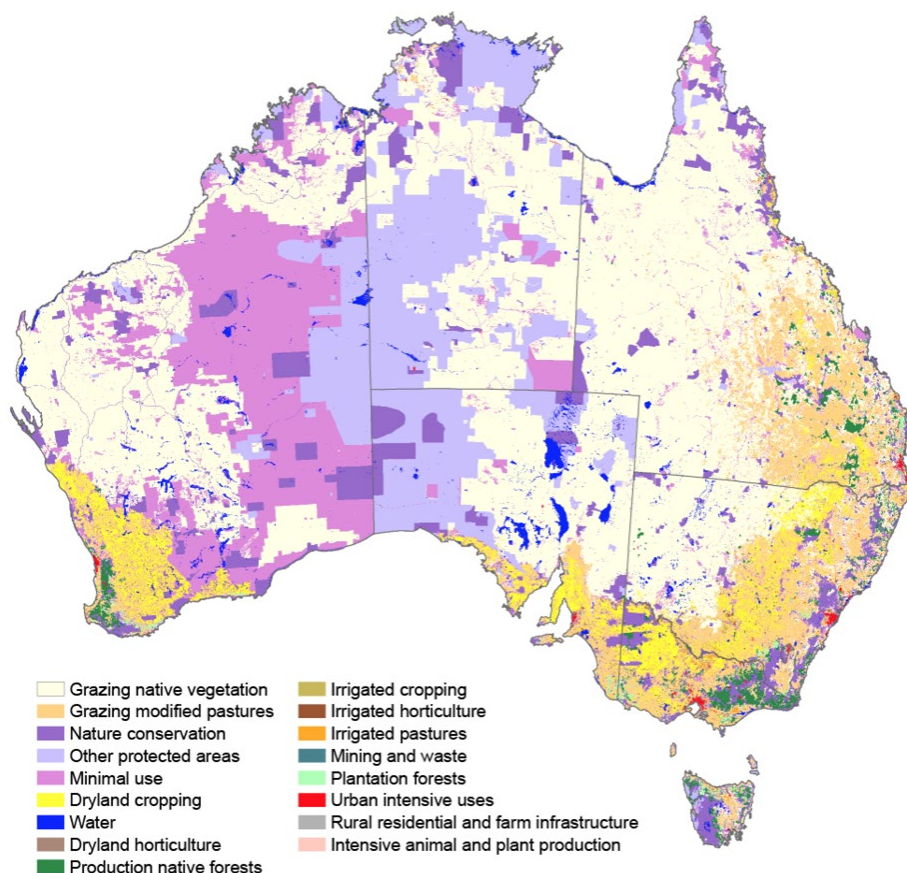 Grazing native vegetation
Grazing modified pastures
Nature conservation
Other protected areas
Minimal use
Dryland cropping
Water
Dryland horticulture
Production native forests
Irrigated cropping
Irrigated horticulture
Irrigated pastures
Mining and waste
Plantation forests
Urban intensive uses
Rural residential and farm infrastructure
Intensive animal and plant production